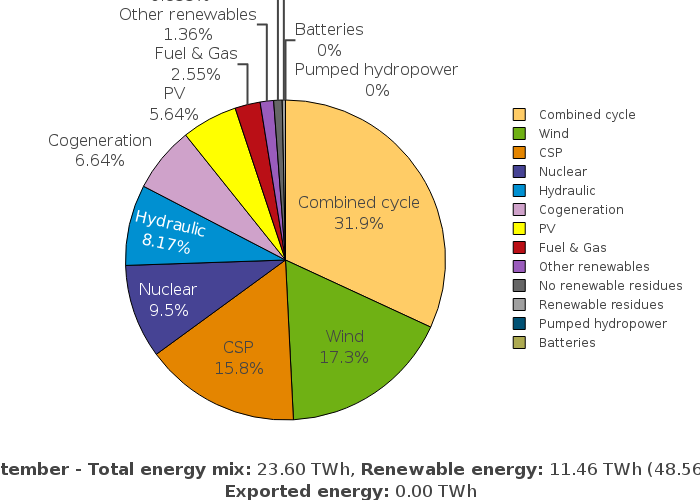 Other renewables
1.36%
Fuel & Gas
2.55%
PV
5.64%
Cogeneration
6.64%
Batteries
0%
Pumped hydropower
0%
Combined cycle
31.9%
Wind
17.3%
CSP
15.8%
Nuclear
9.5%
Hydraulic
8.17%
Combined cycle
Wind
CSP
Nuclear
Hydraulic
Cogeneration
PV
Fuel & Gas
Other renewables
No renewable residues
Renewable residues
Pumped hydropower
Batteries
tember - Total energy mix: 23.60 TWh, Renewable energy: 11.46 TWh (48.56
Exported energy: 0.00 TWh